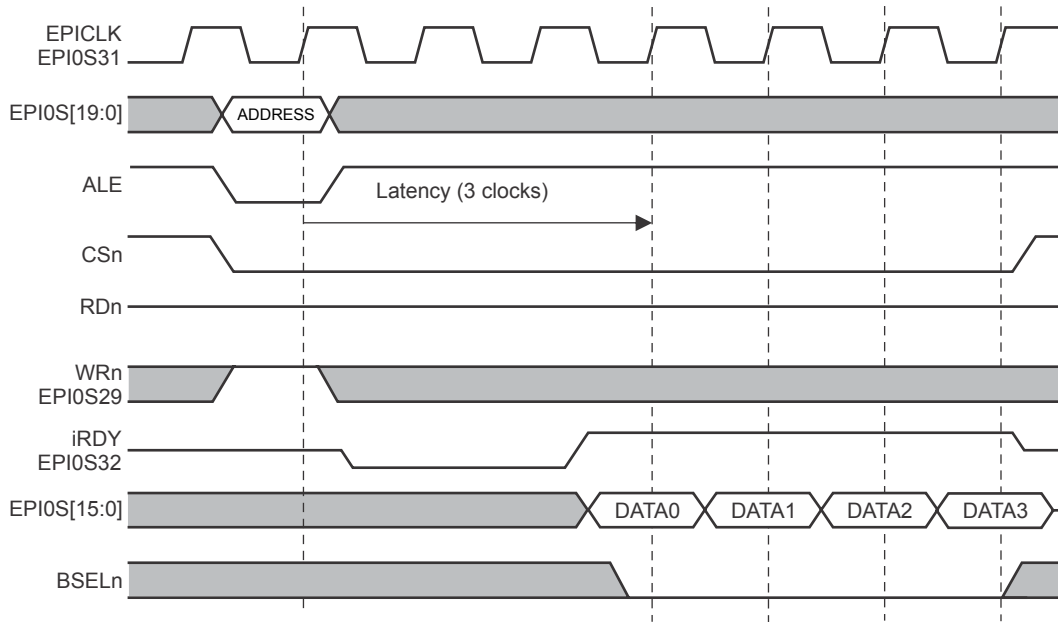 EPICLK
EPI0S31
EPI0S[19:0]
ADDRESS
ALE
Latency (3 clocks)
CSn
RDn
WRn
EPI0S29
iRDY
EPI0S32
EPI0S[15:0]
DATA0 DATA1 DATA2 DATA3
BSELn